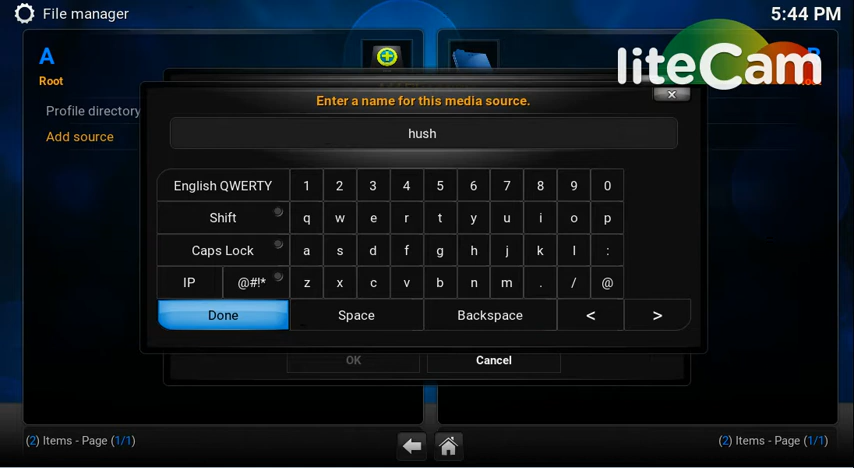 File manager
5:44 PM
liteCam
A
Root
Enter a name for this media source.
Profile directory
hush
Add source
English QWERTY 1 2 3 4 5 6 7 8 9 0
Shift q w e r t y u i o p
Caps Lock a s d f g h j k l :
IP @#!* z x c v b n m . / @
Done Space Backspace < >
OK Cancel
(2) Items - Page (1/1)
(2) Items - Page (1/1)